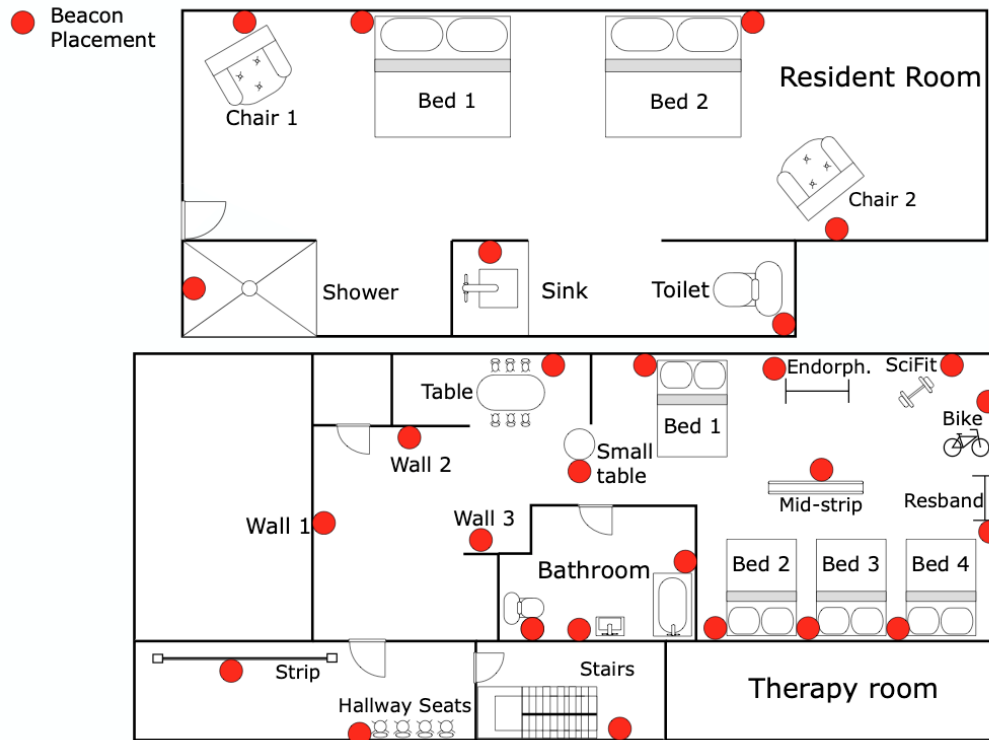 Beacon
Placement
Resident Room
Bed 1
Bed 2
Chair 1
Chair 2
Shower
Sink
Toilet
Endorph.
SciFit
Table
Bed 1
Bike
Small
table
Wall 2
Mid-strip
Resband
Wall 1
Wall 3
Bathroom
Bed 2
Bed 3
Bed 4
Strip
Stairs
Hallway Seats
Therapy room